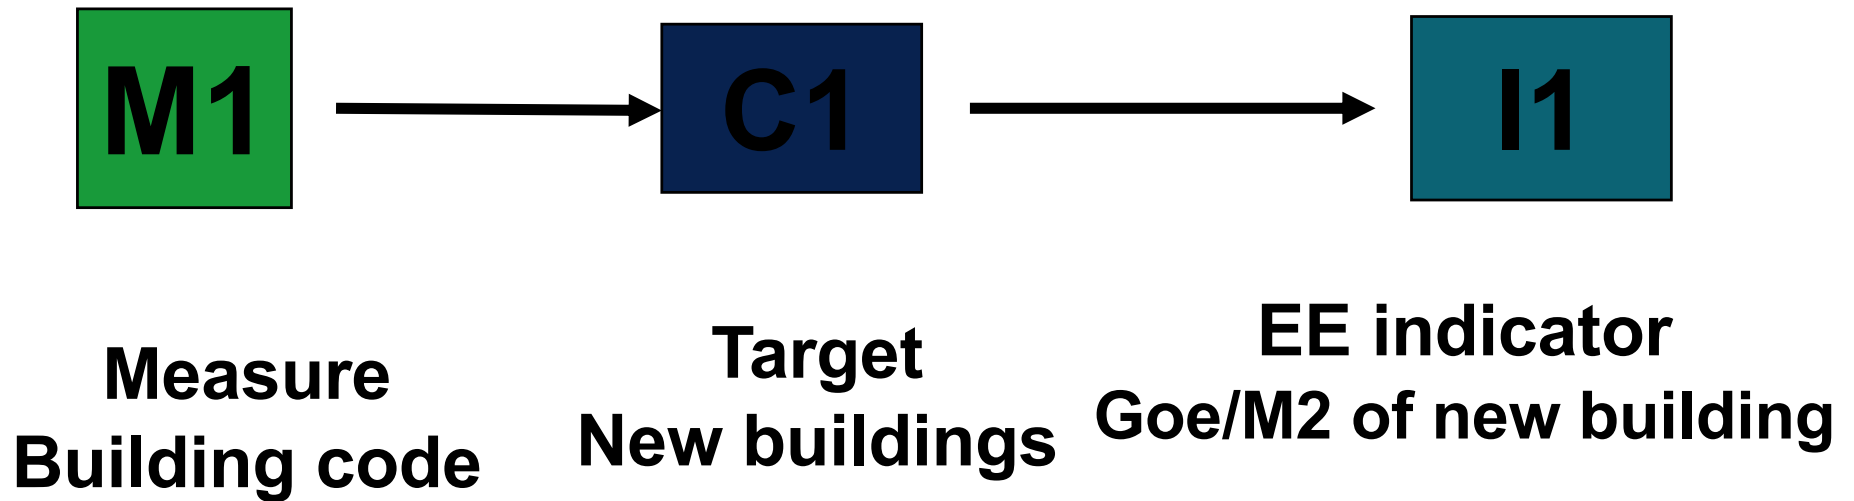 M1
C1
I1
Measure
Building code
Target
New buildings
EE indicator
Goe/M2 of new building